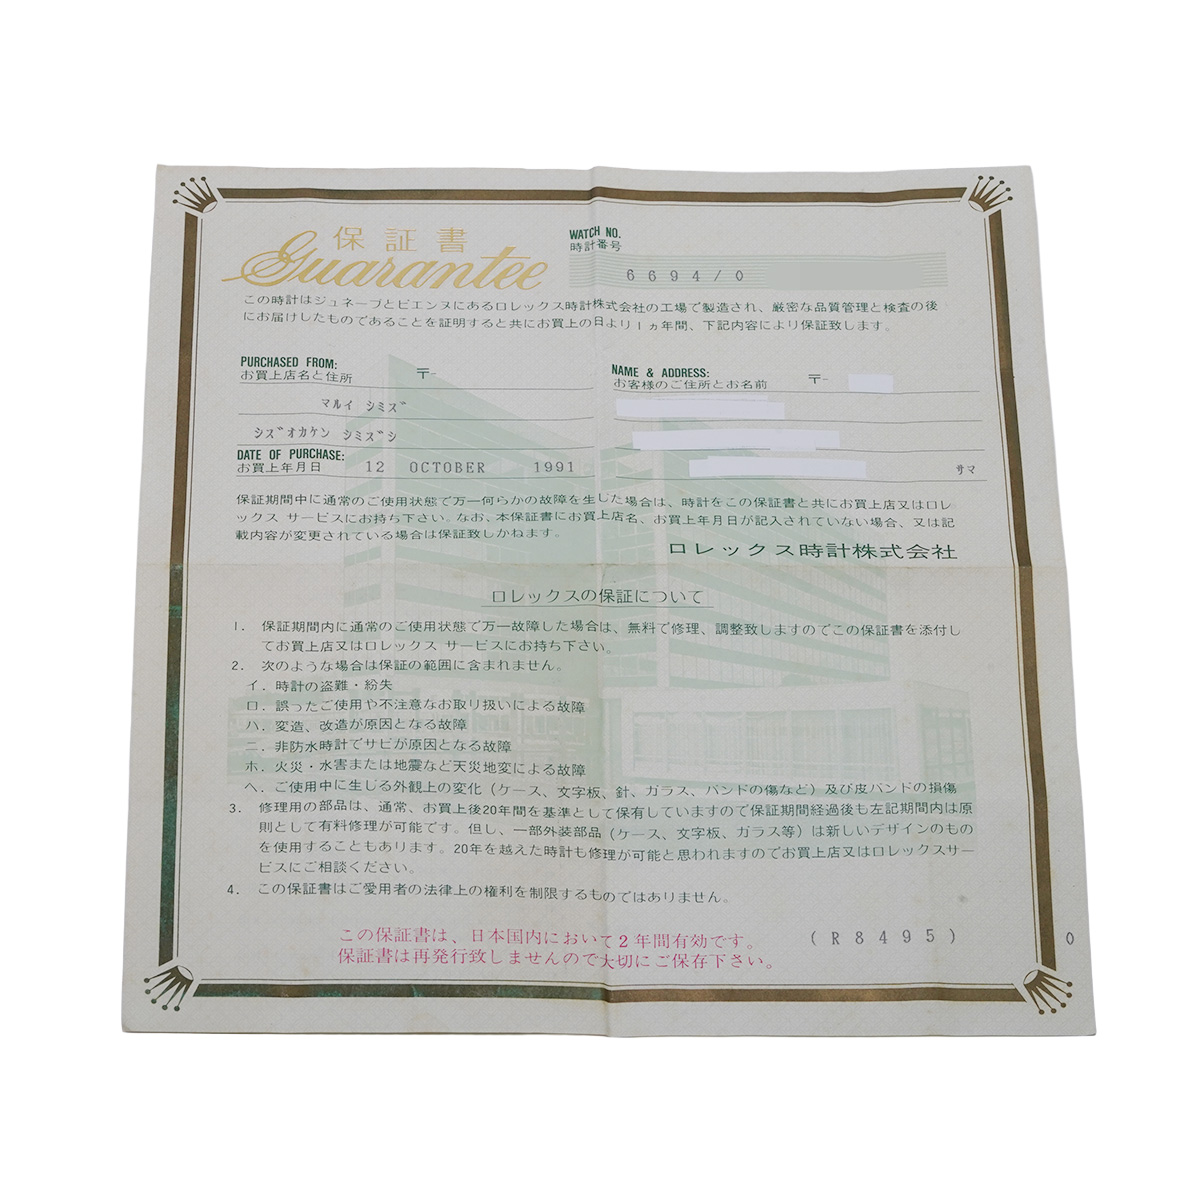 保証書
Guarantee
WATCH NO.
時計番号
6694/0
この時計はジュネーブとビエンヌにあるロレックス時計株式会社の工場で製造され、厳密な品質管理と検査の後
にお届けしたものであることを証明すると共にお買上の日より1ヵ年間、下記内容により保証致します。
PURCHASED FROM:
お買上店名と住所 〒-
マルイ シミズ
シズオカケン シミズシ
DATE OF PURCHASE:
お買上年月日 12 OCTOBER 1991
NAME & ADDRESS:
お客様のご住所とお名前 〒-
サマ
保証期間中に通常のご使用状態で万一何らかの故障を生じた場合は、時計をこの保証書と共にお買上店又はロレ
ックス サービスにお持ち下さい。なお、本保証書にお買上店名、お買上年月日が記入されていない場合、又は記
載内容が変更されている場合は保証致しかねます。
ロレックス時計株式会社
ロレックスの保証について
1. 保証期間内に通常のご使用状態で万一故障した場合は、無料で修理、調整致しますのでこの保証書を添付し
てお買上店又はロレックス サービスにお持ち下さい。
2. 次のような場合は保証の範囲に含まれません。
イ. 時計の盗難・紛失
ロ. 誤ったご使用や不注意なお取り扱いによる故障
ハ. 変造、改造が原因となる故障
ニ. 非防水時計でサビが原因となる故障
ホ. 火災・水害または地震など天災地変による故障
ヘ. ご使用中に生じる外観上の変化（ケース、文字板、針、ガラス、バンドの傷など）及び皮バンドの損傷
3. 修理用の部品は、通常、お買上後20年間を基準として保有していますので保証期間経過後も左記期間内は原
則として有料修理が可能です。但し、一部外装部品（ケース、文字板、ガラス等）は新しいデザインのもの
を使用することもあります。20年を越えた時計も修理が可能と思われますのでお買上店又はロレックスサー
ビスにご相談ください。
4. この保証書はご愛用者の法律上の権利を制限するものではありません。
この保証書は、日本国内において2年間有効です。
保証書は再発行致しませんので大切にご保存下さい。
(R8495)
0